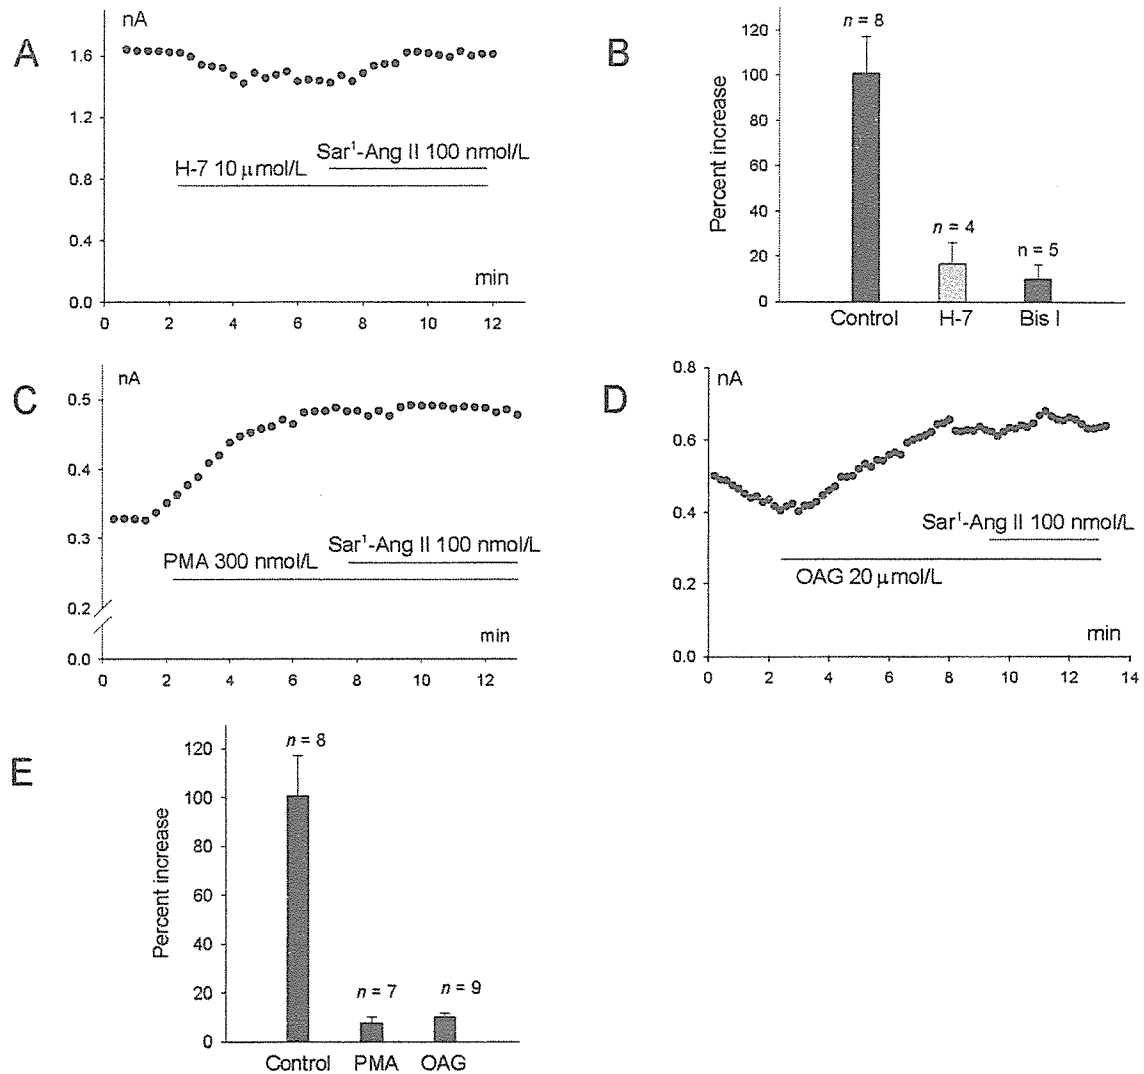 A
nA
1.6
1.2
0.8
0.4
0.0
Sar¹-Ang II 100 nmol/L
H-7 10 µmol/L
min
0 2 4 6 8 10 12
B
Percent increase
120
100
80
60
40
20
0
n = 8
n = 4
n = 5
Control H-7 Bis I
C
nA
0.5
0.4
0.3
0.2
0.0
Sar¹-Ang II 100 nmol/L
PMA 300 nmol/L
min
0 2 4 6 8 10 12
D
nA
0.8
0.6
0.4
0.2
0.0
Sar¹-Ang II 100 nmol/L
OAG 20 µmol/L
min
0 2 4 6 8 10 12 14
E
Percent increase
120
100
80
60
40
20
0
n = 8
n = 7
n = 9
Control PMA OAG